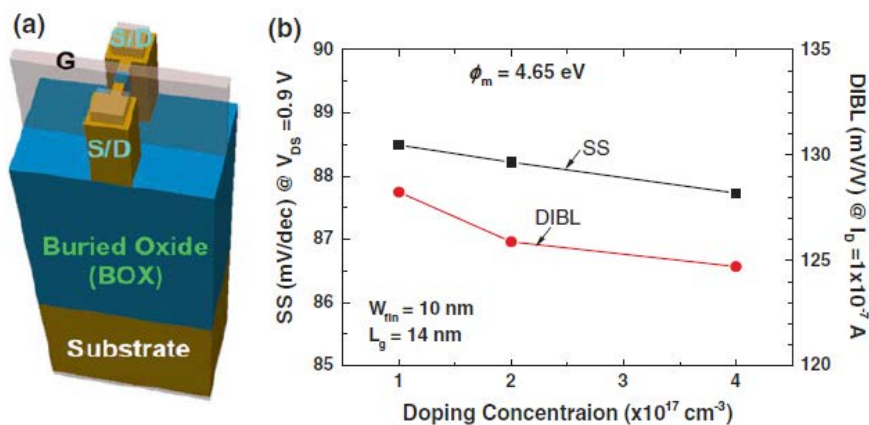 (a)
S/D
G
S/D
Buried Oxide
(BOX)
Substrate
(b)
90
89
88
87
86
85
SS (mV/dec) @ V_DS =0.9 V
ϕ_m = 4.65 eV
SS
DIBL
W_fin = 10 nm
L_g = 14 nm
135
130
125
120
DIBL (mV/V) @ I_D =1x10^-7 A
1 2 3 4
Doping Concentraion (x10^17 cm^-3)